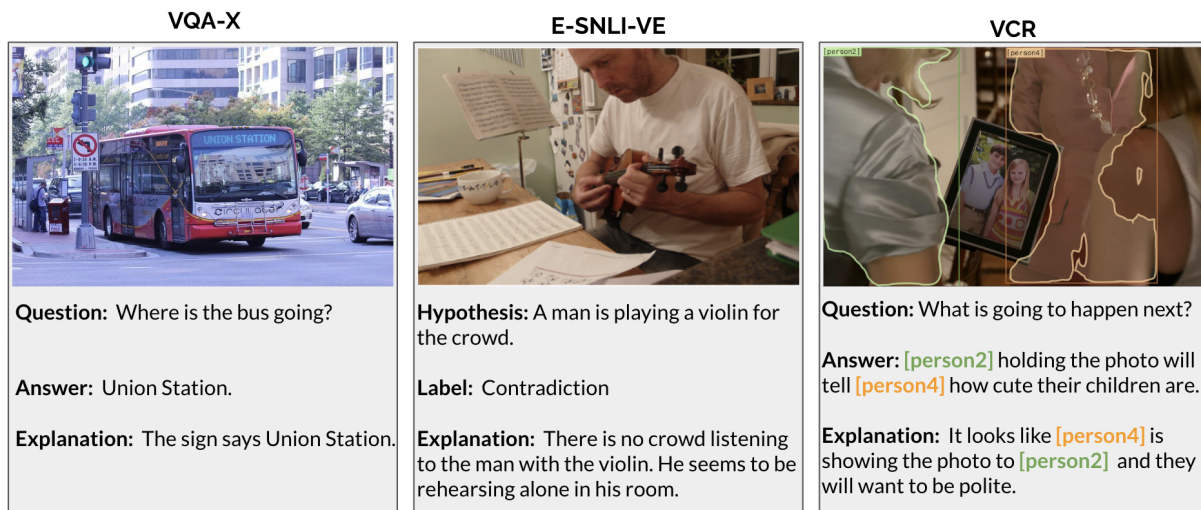 VQA-X
UNION STATION
circulator
Question: Where is the bus going?
Answer: Union Station.
Explanation: The sign says Union Station.
E-SNLI-VE
SEATTLE
Hypothesis: A man is playing a violin for
the crowd.
Label: Contradiction
Explanation: There is no crowd listening
to the man with the violin. He seems to be
rehearsing alone in his room.
VCR
[person2]
[person4]
Question: What is going to happen next?
Answer: [person2] holding the photo will
tell [person4] how cute their children are.
Explanation: It looks like [person4] is
showing the photo to [person2] and they
will want to be polite.